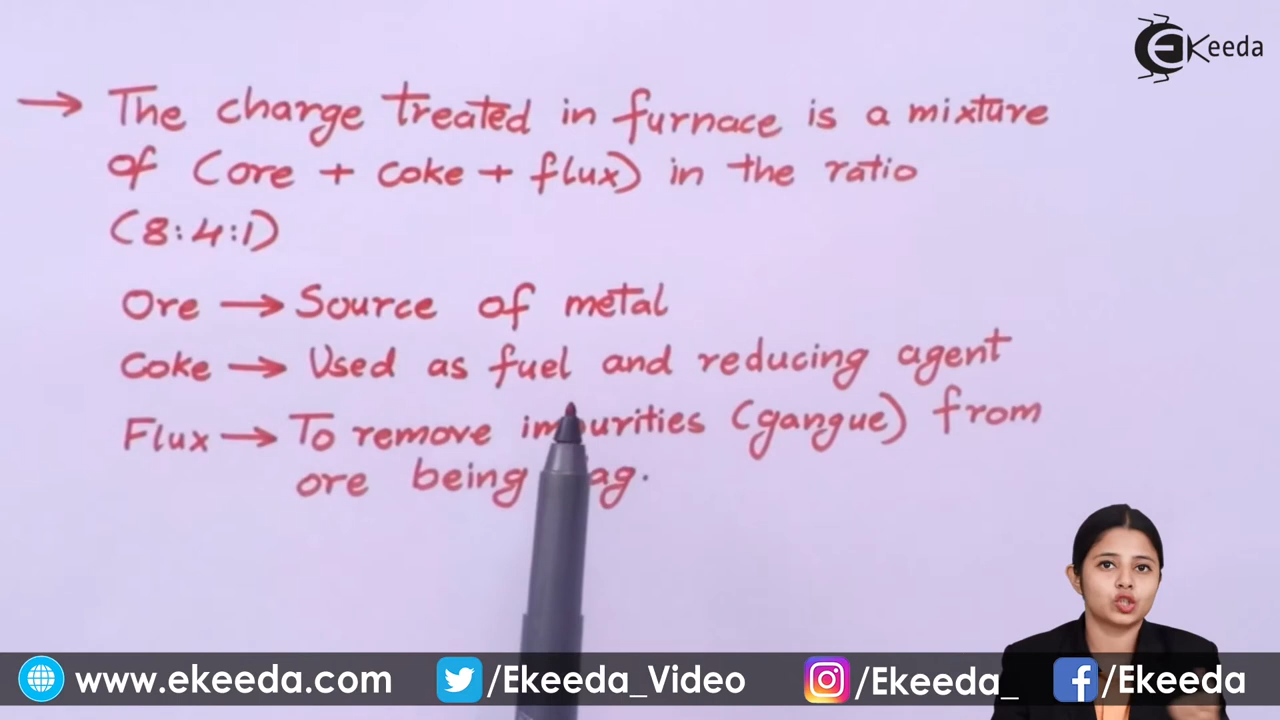 EKeeda
→ The charge treated in furnace is a mixture
of (ore + coke + flux) in the ratio
(8:4:1)
Ore → Source of metal
Coke → Used as fuel and reducing agent
Flux → To remove impurities (gangue) from
ore being
www.ekeeda.com /Ekeeda_Video /Ekeeda_ /Ekeeda